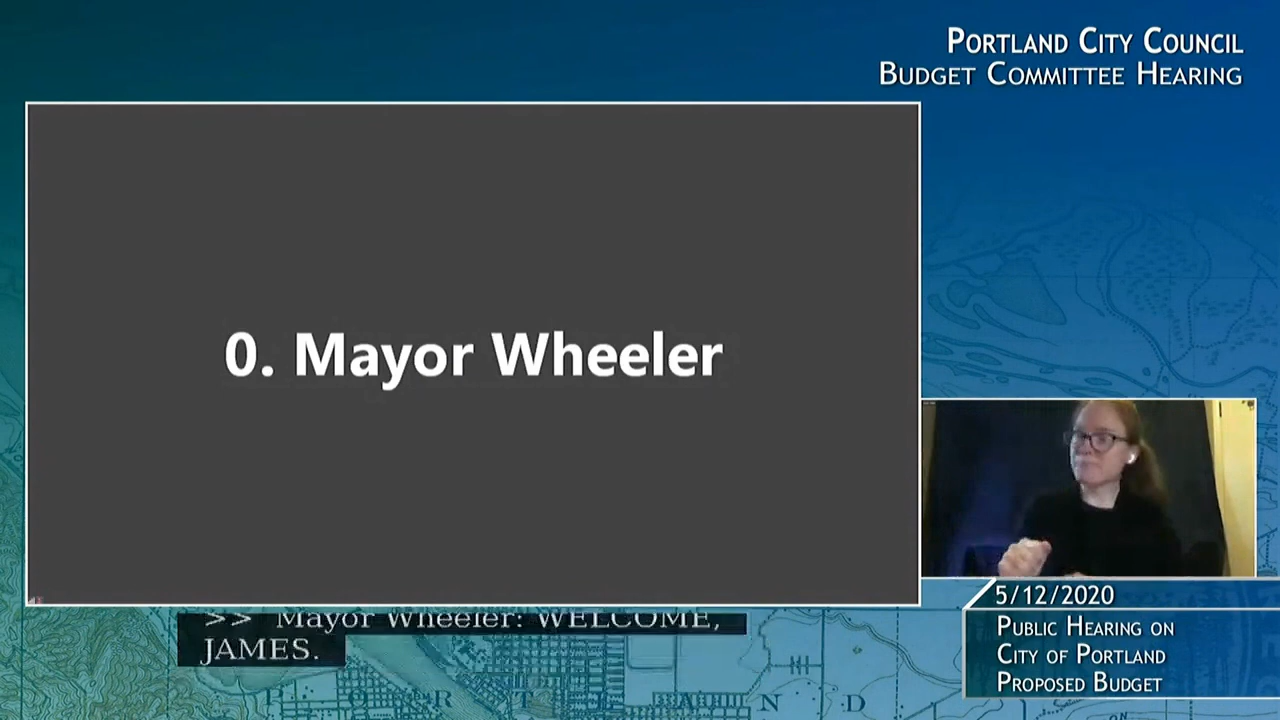 PORTLAND CITY COUNCIL
BUDGET COMMITTEE HEARING
0. Mayor Wheeler
>> Mayor Wheeler: WELCOME,
JAMES.
5/12/2020
PUBLIC HEARING ON
CITY OF PORTLAND
PROPOSED BUDGET
P O R T L A N D
ON